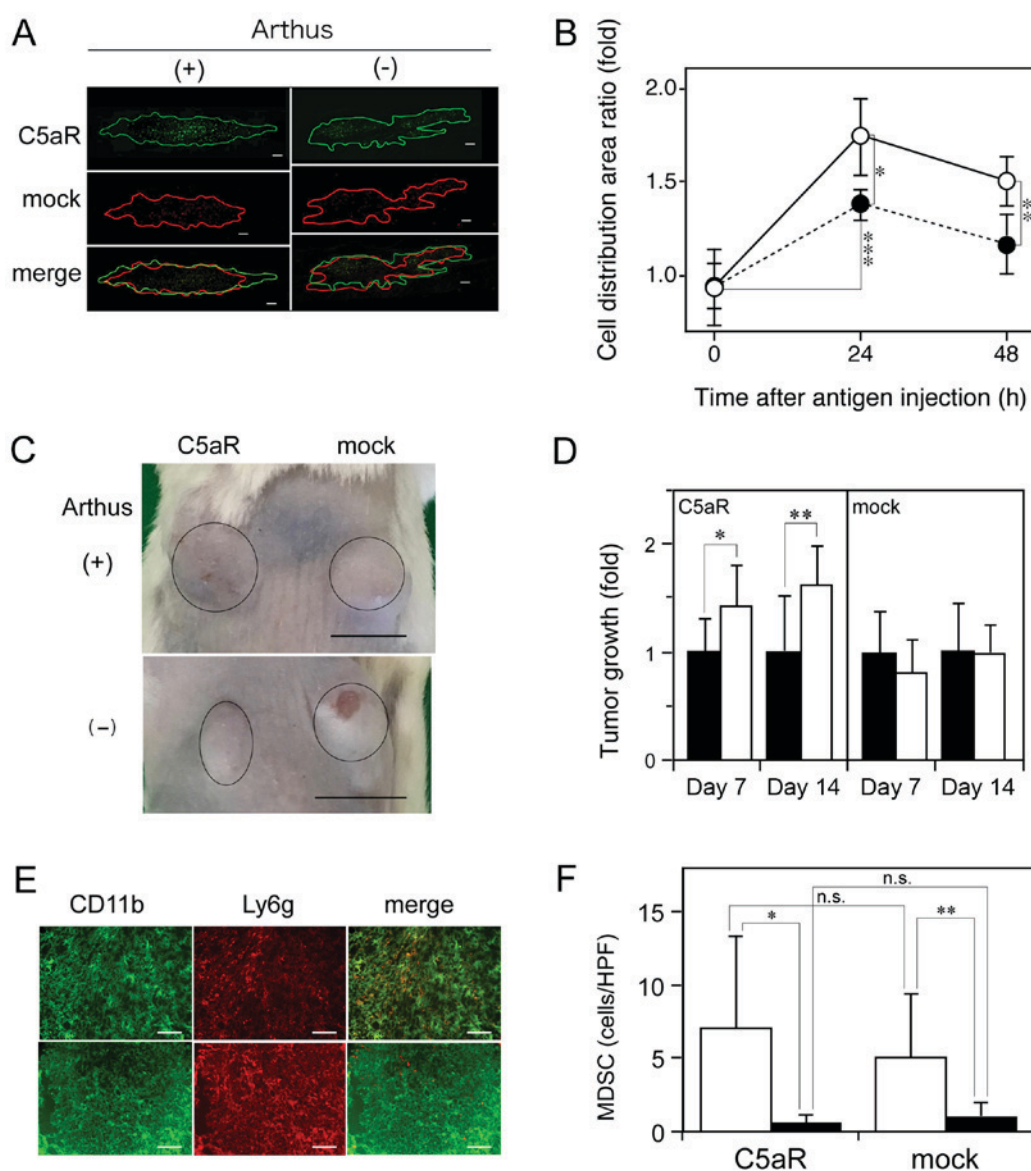 A
Arthus
(+)
(-)
C5aR
mock
merge
B
Cell distribution area ratio (fold)
2.0
1.5
1.0
*
***
**
0
24
48
Time after antigen injection (h)
C
C5aR
mock
Arthus
(+)
(−)
D
Tumor growth (fold)
2
1
0
C5aR
mock
*
**
Day 7
Day 14
Day 7
Day 14
E
CD11b
Ly6g
merge
F
MDSC (cells/HPF)
15
10
5
0
n.s.
n.s.
*
**
C5aR
mock